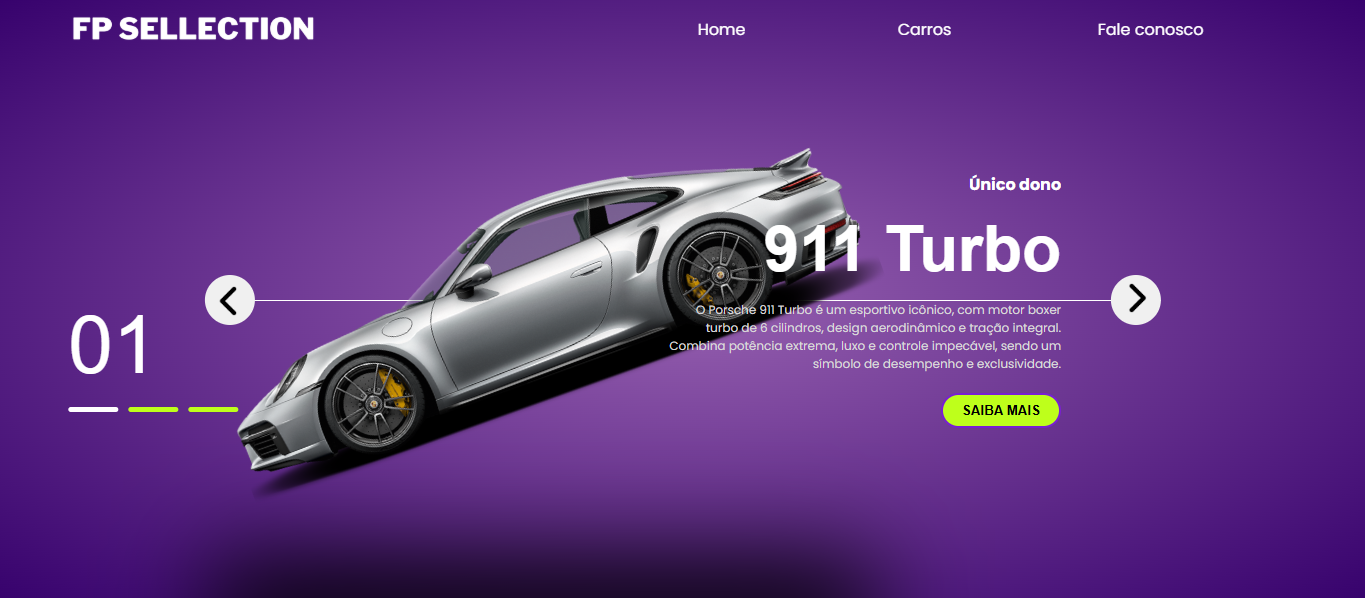 FP SELLECTION
Home
Carros
Fale conosco
Único dono
911 Turbo
O Porsche 911 Turbo é um esportivo icônico, com motor boxer
turbo de 6 cilindros, design aerodinâmico e tração integral.
Combina potência extrema, luxo e controle impecável, sendo um
símbolo de desempenho e exclusividade.
SAIBA MAIS
01